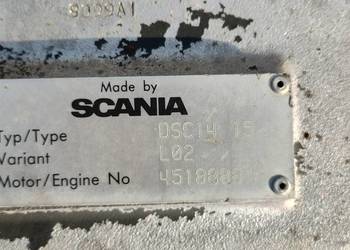 Made by
SCANIA
Typ/Type DSC14 15
Variant L02
Motor/Engine No